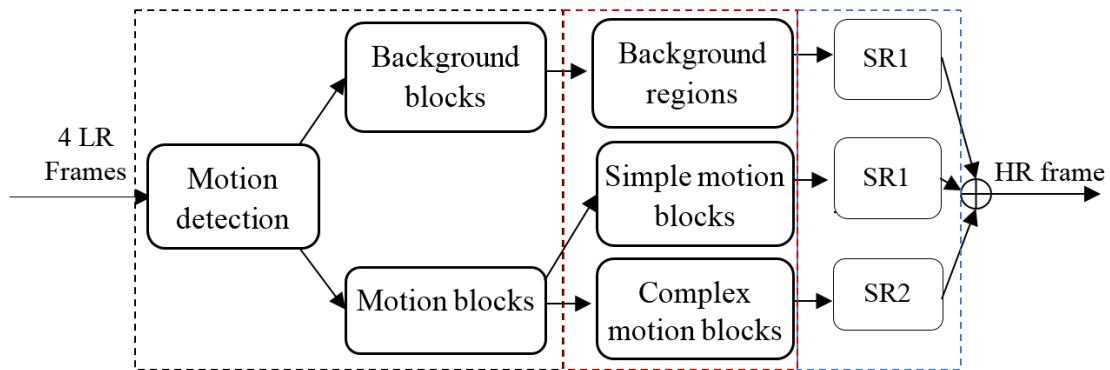 4 LR
Frames
Motion
detection
Background
blocks
Motion blocks
Background
regions
Simple motion
blocks
Complex
motion blocks
SR1
SR1
SR2
HR frame